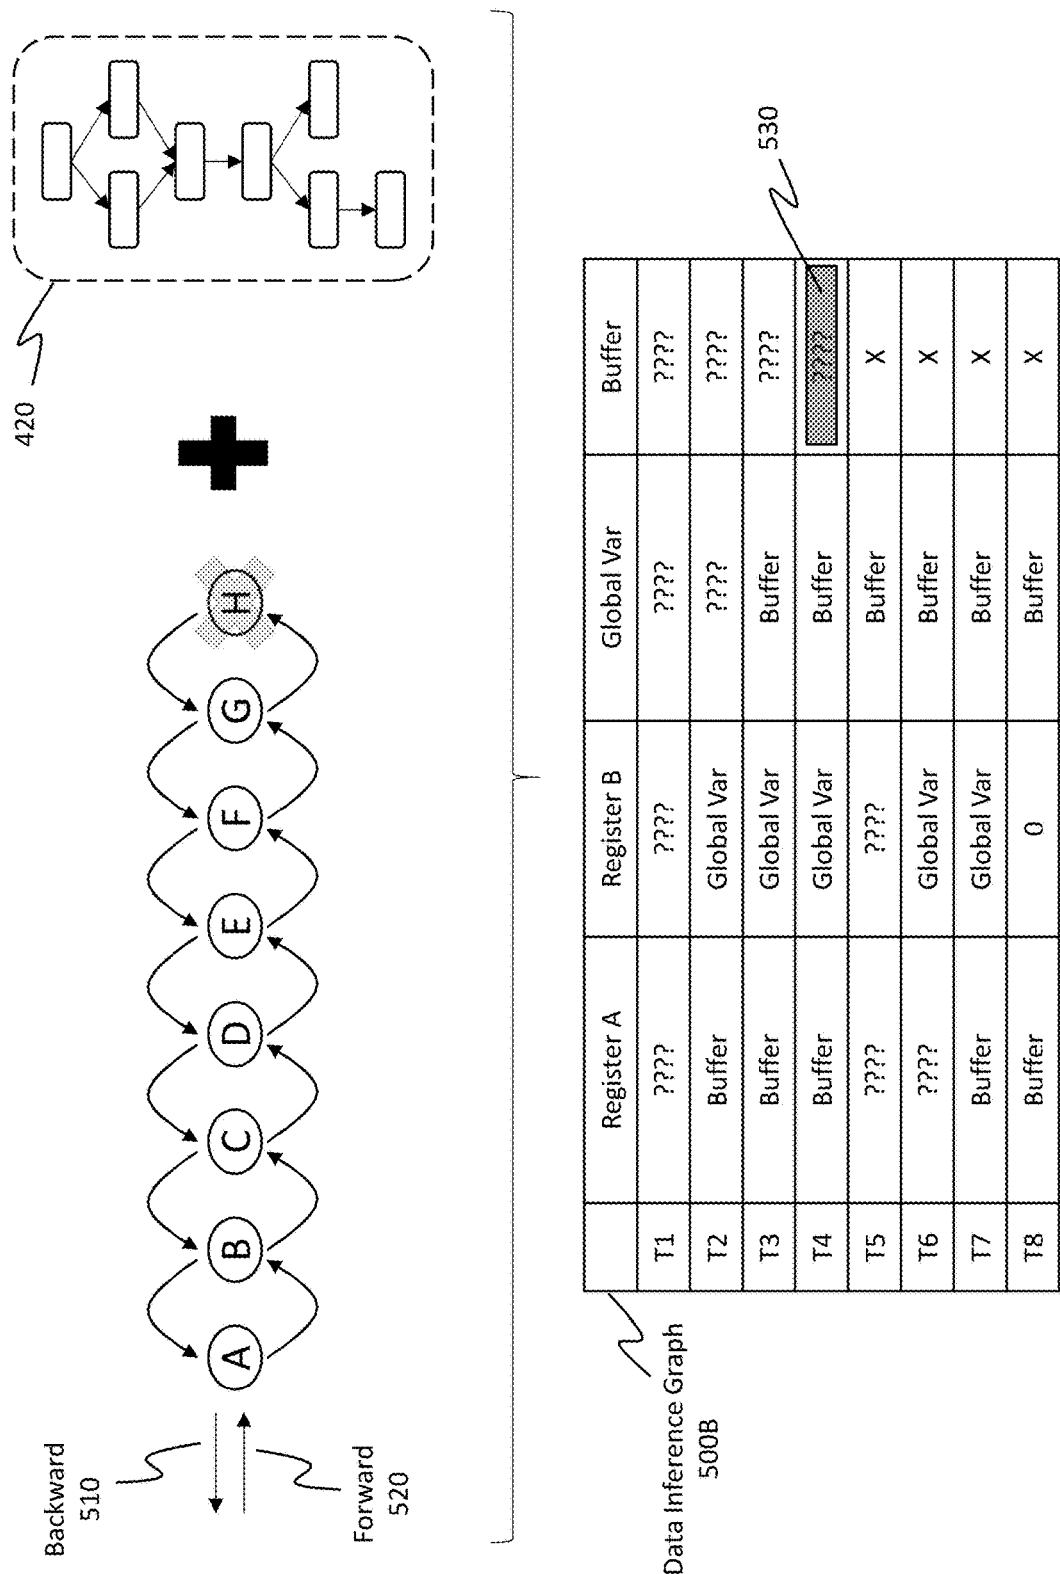 Backward
510
Forward
520
A
B
C
D
E
F
G
H
420
Data Inference Graph
500B
Register A Register B Global Var Buffer
T1 ???? ???? ???? ????
T2 Buffer Global Var ???? ????
T3 Buffer Global Var Buffer ????
T4 Buffer Global Var Buffer ????
T5 ???? ???? Buffer X
T6 ???? Global Var Buffer X
T7 Buffer Global Var Buffer X
T8 Buffer 0 Buffer X
530